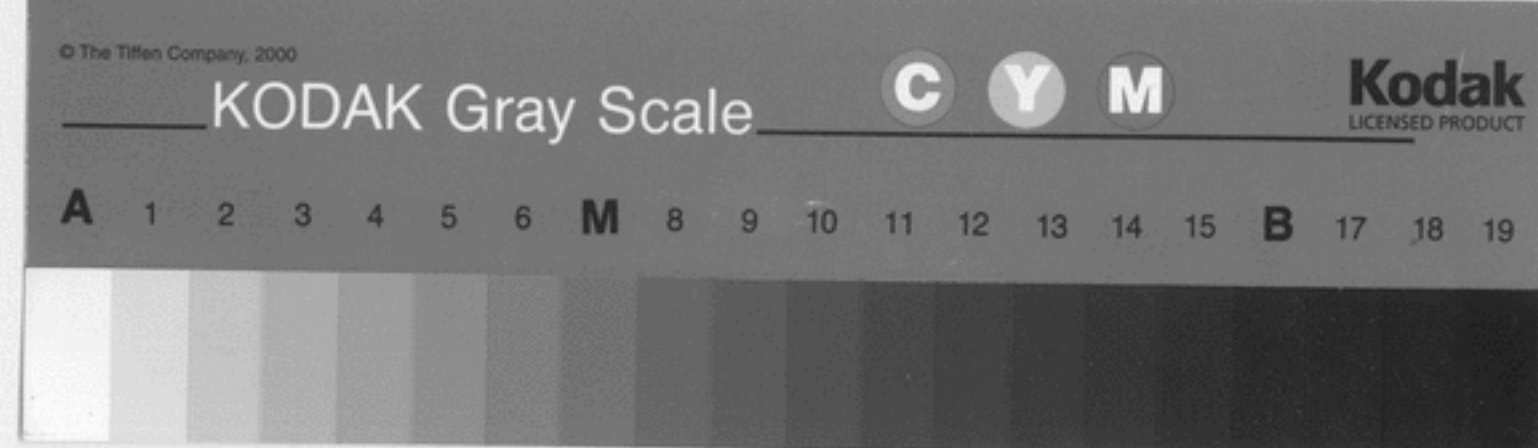 © The Tiffen Company, 2000
KODAK Gray Scale
C Y M
Kodak
LICENSED PRODUCT
A 1 2 3 4 5 6 M 8 9 10 11 12 13 14 15 B 17 18 19